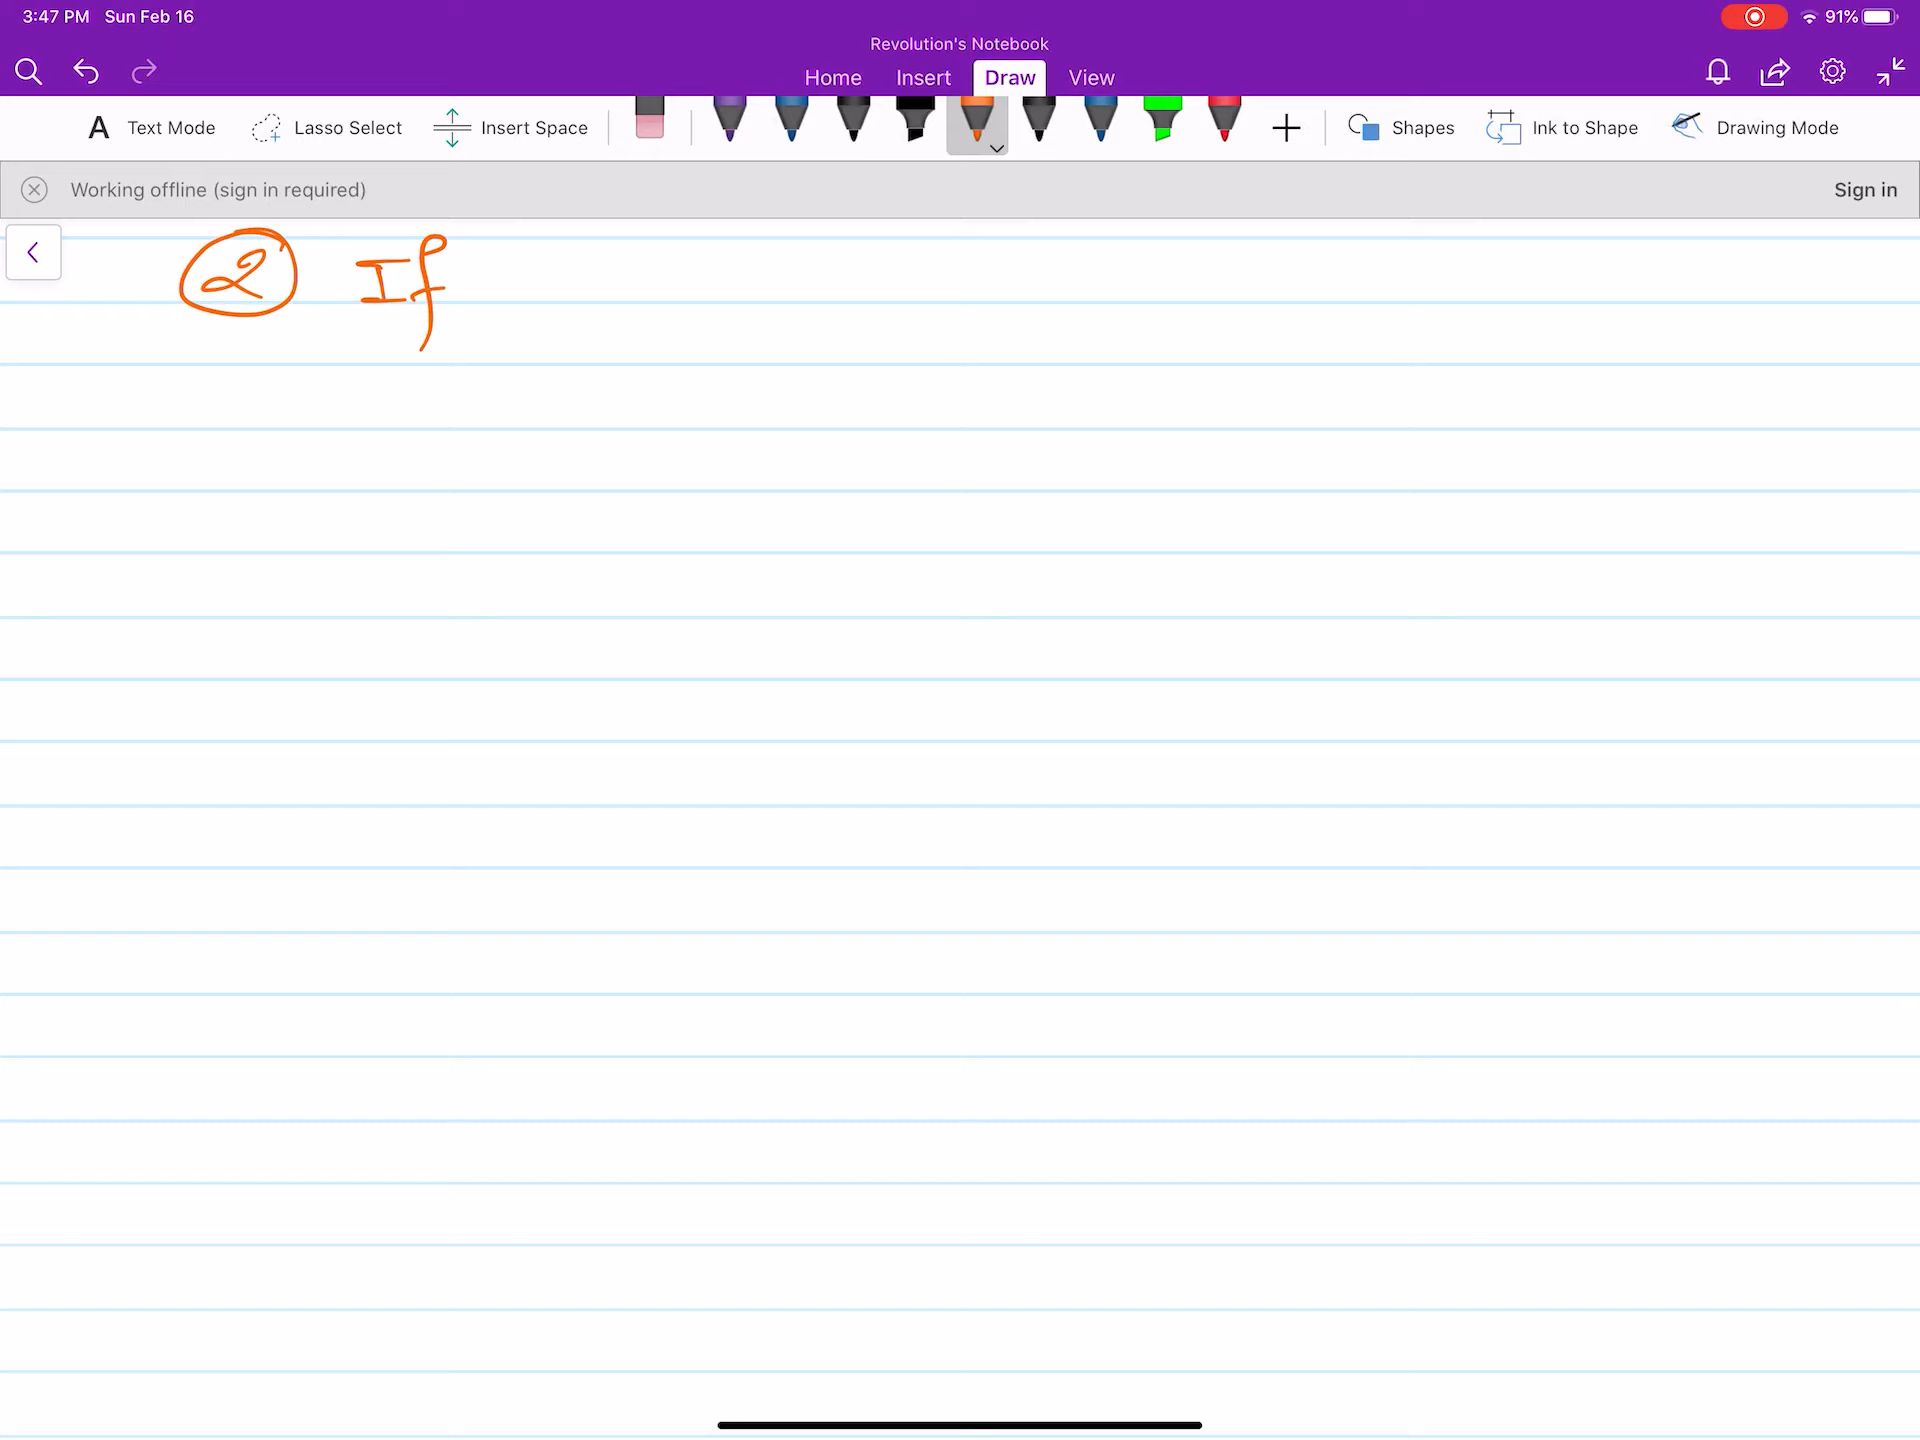 3:47 PM Sun Feb 16
91%
Revolution's Notebook
Home Insert Draw View
A Text Mode Lasso Select Insert Space Shapes Ink to Shape Drawing Mode
Working offline (sign in required) Sign in
2 If